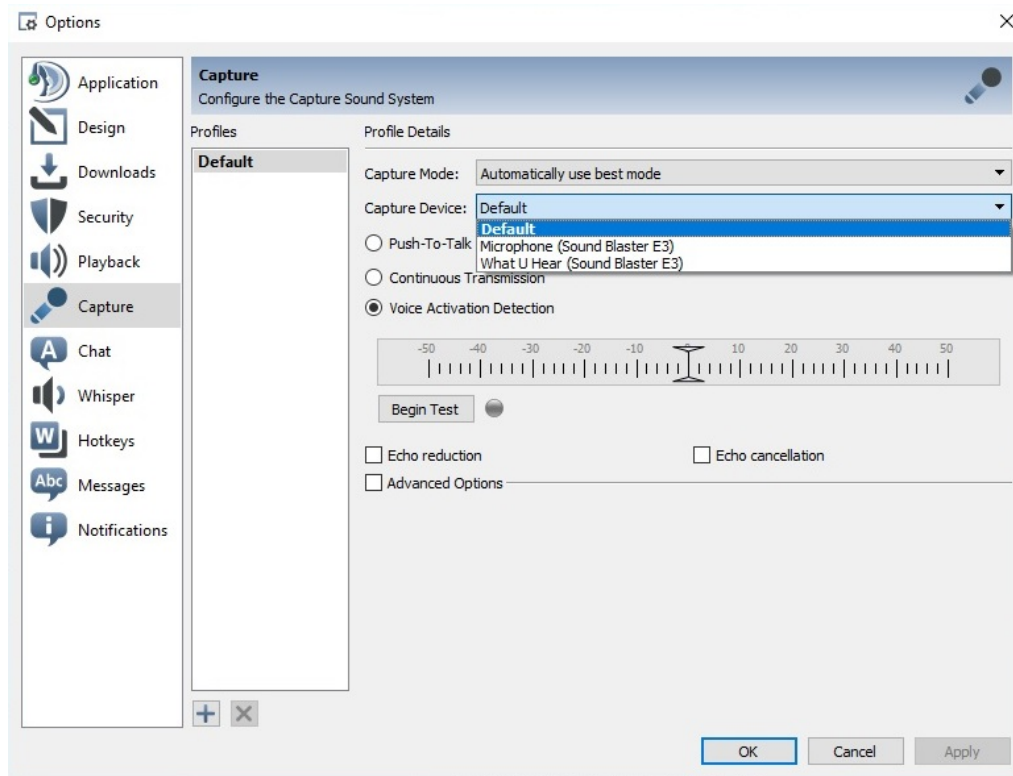 Options
Application
Design
Downloads
Security
Playback
Capture
Chat
Whisper
Hotkeys
Messages
Notifications
Capture
Configure the Capture Sound System
Profiles
Default
Profile Details
Capture Mode: Automatically use best mode
Capture Device: Default
Default
Microphone (Sound Blaster E3)
What U Hear (Sound Blaster E3)
Push-To-Talk
Continuous Transmission
Voice Activation Detection
-50 -40 -30 -20 -10 10 20 30 40 50
Begin Test
Echo reduction Echo cancellation
Advanced Options
OK Cancel Apply
A
W
Abc
i